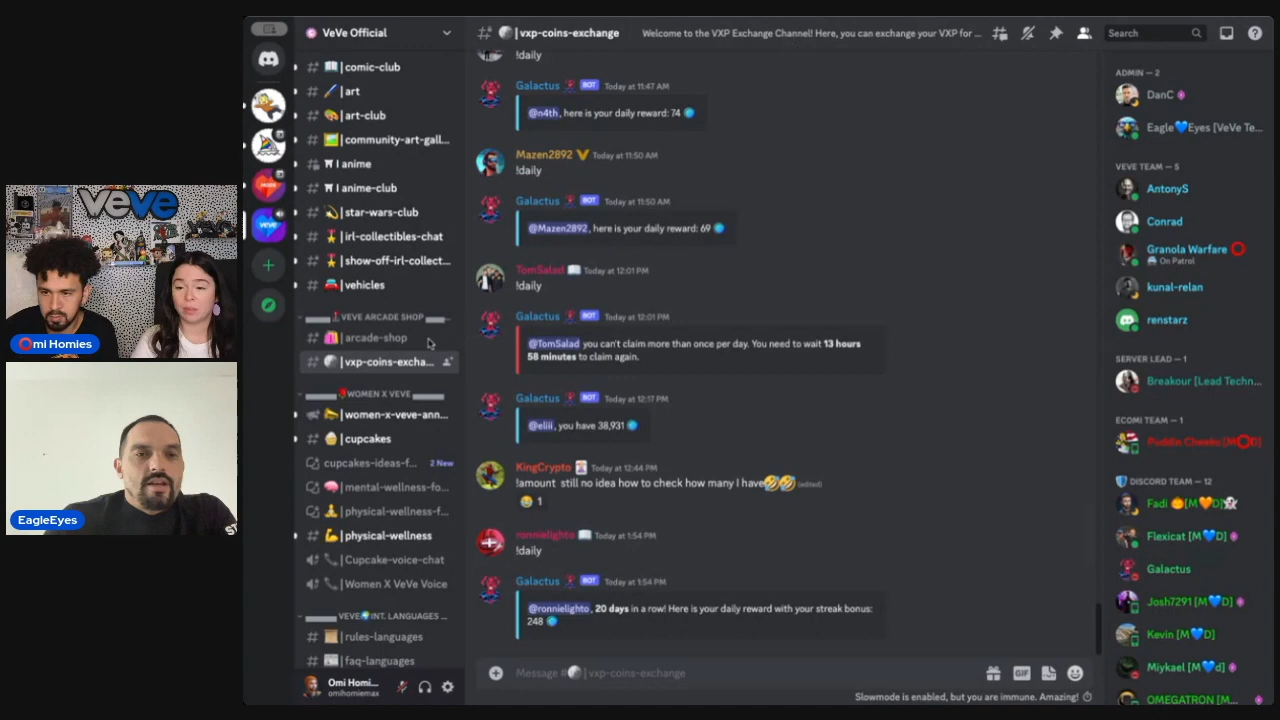 veve
Omi Homies
EagleEyes
VeVe Official
# | comic-club
# | art
# | art-club
# | community-art-gall...
# | anime
# | anime-club
# | star-wars-club
# | irl-collectibles-chat
# | show-off-irl-collect...
# | vehicles
VEVE ARCADE SHOP
# | arcade-shop
# | vxp-coins-excha...
WOMEN X VEVE
| women-x-veve-ann...
# | cupcakes
cupcakes-ideas-f... 2 New
| mental-wellness-fo...
| physical-wellness-f...
# | physical-wellness
| Cupcake-voice-chat
| Women X VeVe Voice
VEVE INT. LANGUAGES ...
# | rules-languages
# | faq-languages
Omi Homi...
omihomiemax
# | vxp-coins-exchange
Welcome to the VXP Exchange Channel! Here, you can exchange your VXP for ...
Search
!daily
Galactus BOT Today at 11:47 AM
@n4th, here is your daily reward: 74
Mazen2892 Today at 11:50 AM
!daily
Galactus BOT Today at 11:50 AM
@Mazen2892, here is your daily reward: 69
TomSalad Today at 12:01 PM
!daily
Galactus BOT Today at 12:01 PM
@TomSalad you can't claim more than once per day. You need to wait 13 hours
58 minutes to claim again.
Galactus BOT Today at 12:17 PM
@eliii, you have 38,931
KingCrypto Today at 12:44 PM
!amount still no idea how to check how many I have (edited)
1
ronnielighto Today at 1:54 PM
!daily
Galactus BOT Today at 1:54 PM
@ronnielighto, 20 days in a row! Here is your daily reward with your streak bonus:
248
Message # | vxp-coins-exchange
GIF
Slowmode is enabled, but you are immune. Amazing!
ADMIN – 2
DanC
Eagle Eyes [VeVe Te...
VEVE TEAM – 5
AntonyS
Conrad
Granola Warfare
On Patrol
kunal-relan
renstarz
SERVER LEAD – 1
Breakour [Lead Techn...
ECOMI TEAM – 1
Puddin Cheeks [M D]
DISCORD TEAM – 12
Fadi [M D]
Flexicat [M D]
Galactus
Josh7291 [M D]
Kevin [M D]
Miykael [M d]
OMEGATRON [M...